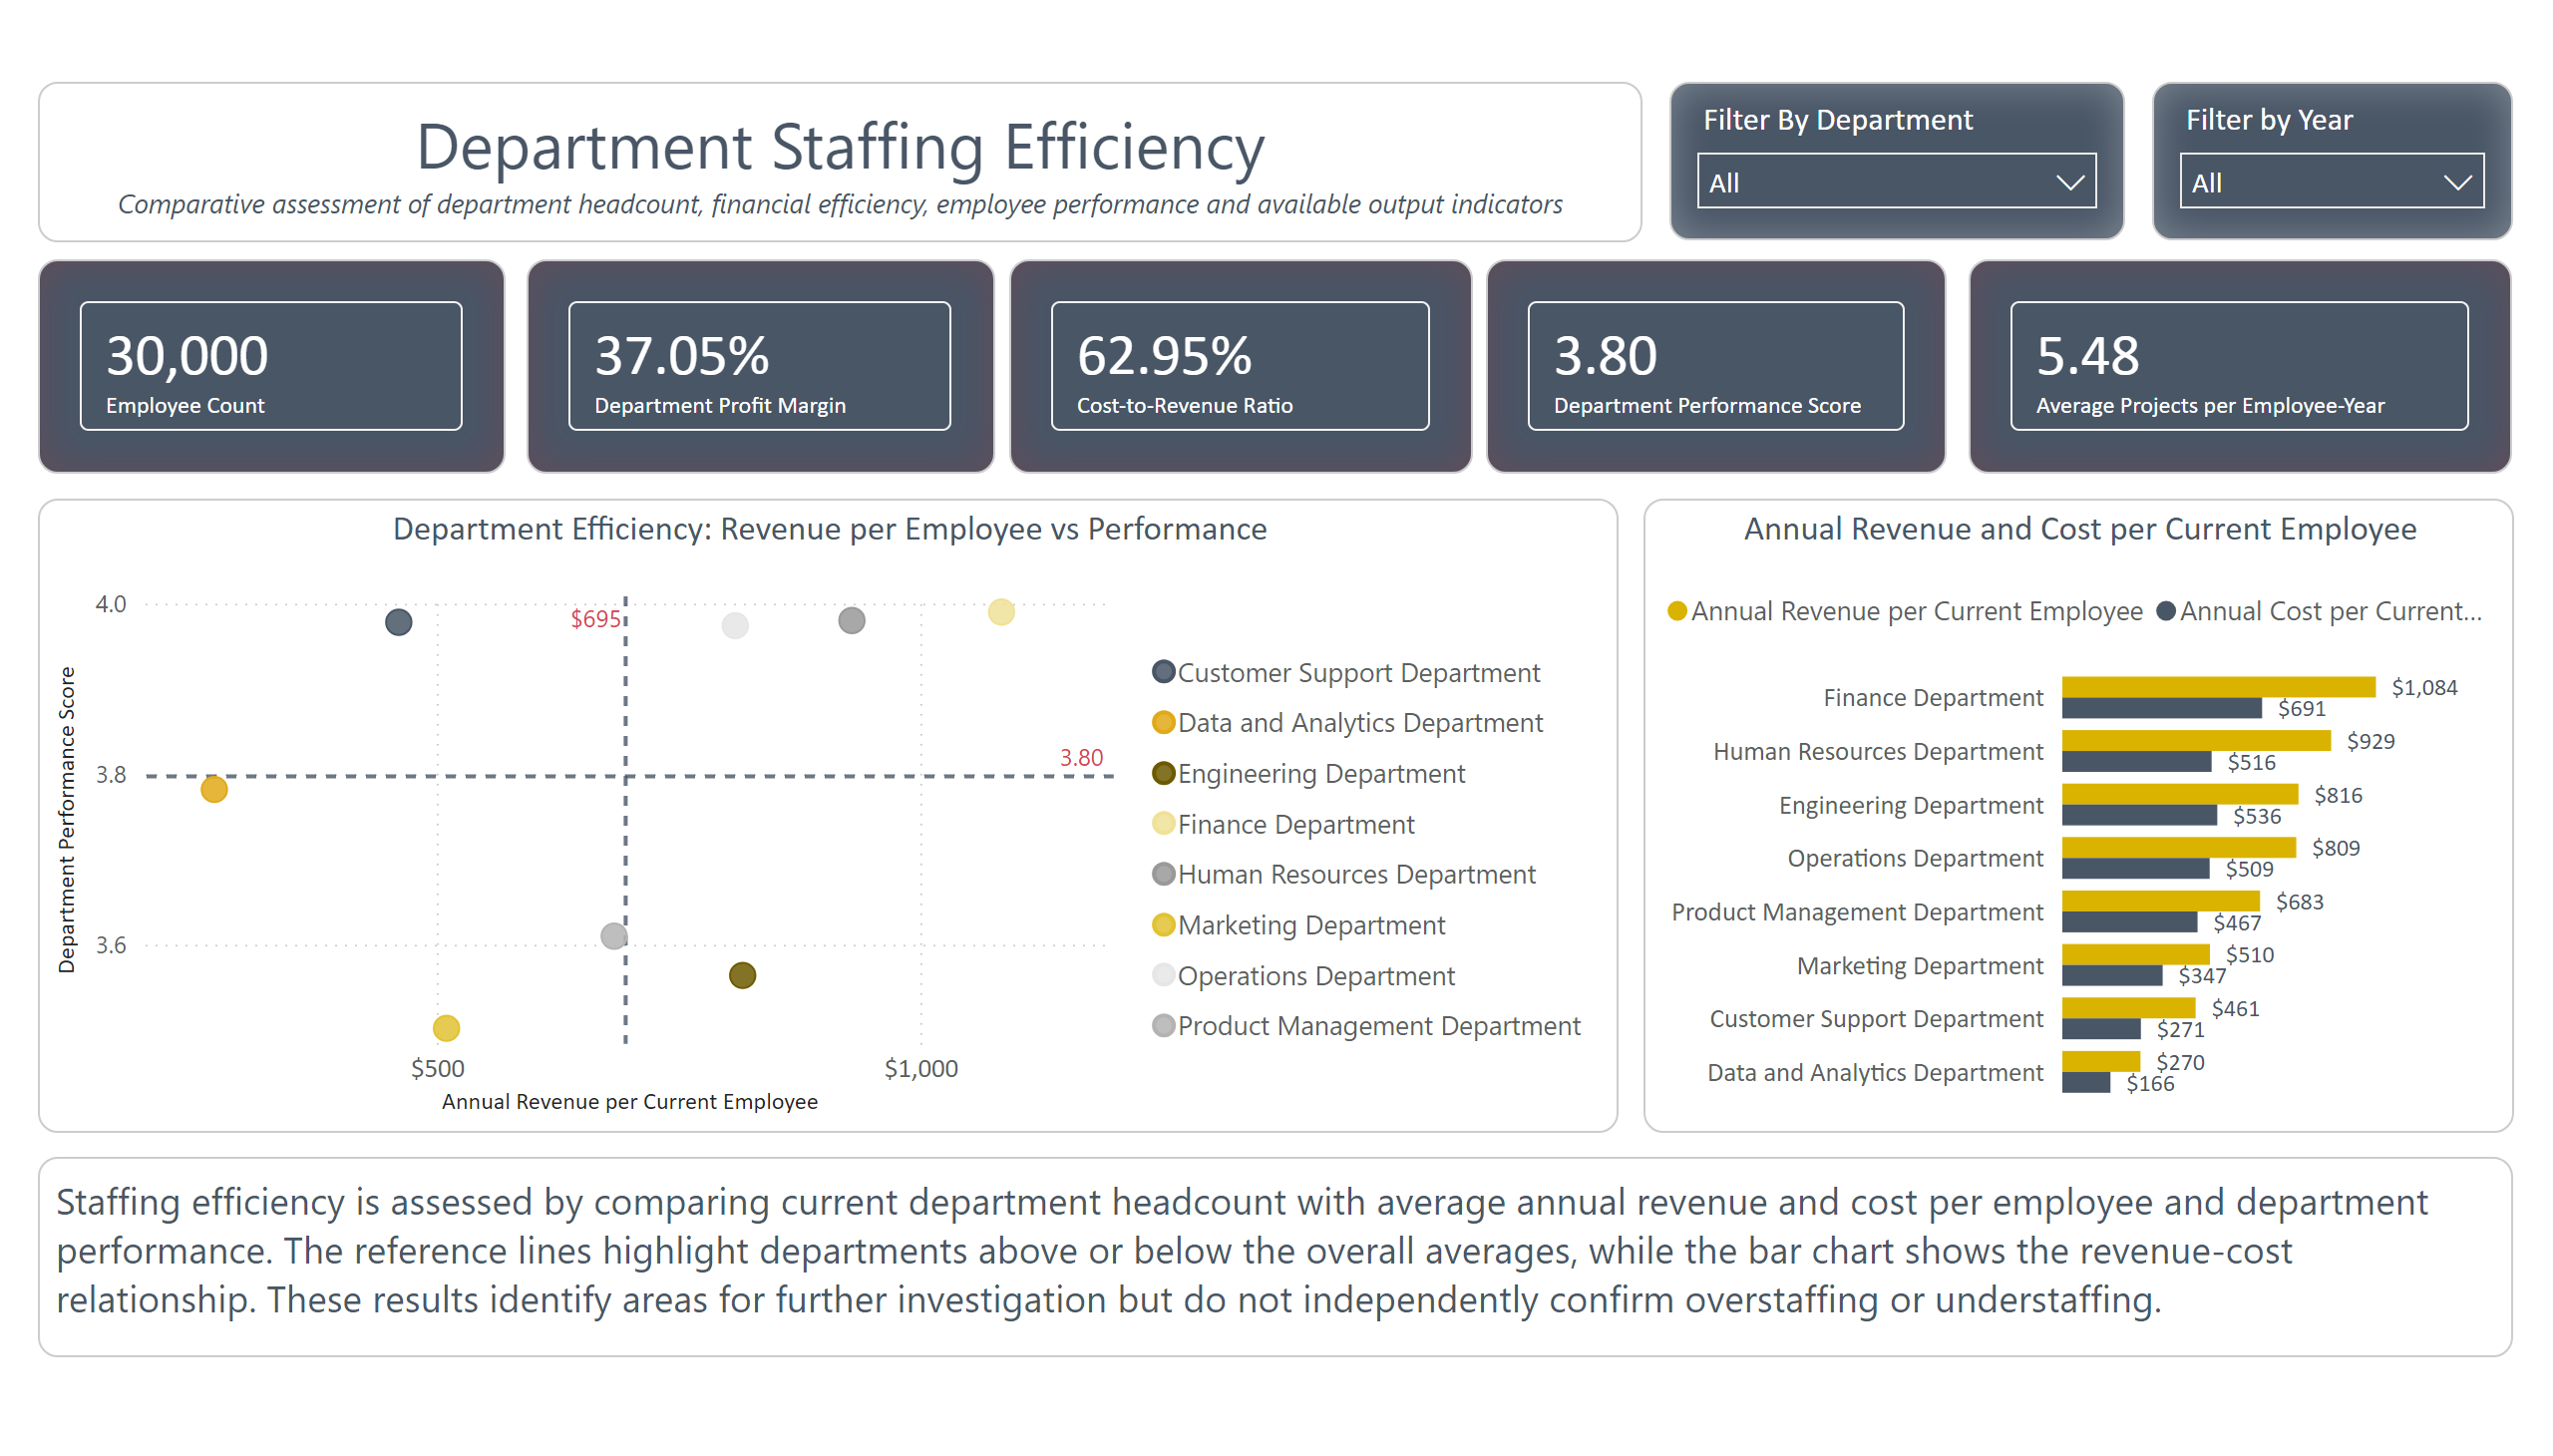 Department Staffing Efficiency
Comparative assessment of department headcount, financial efficiency, employee performance and available output indicators
Filter By Department
All
Filter by Year
All
30,000
Employee Count
37.05%
Department Profit Margin
62.95%
Cost-to-Revenue Ratio
3.80
Department Performance Score
5.48
Average Projects per Employee-Year
Department Efficiency: Revenue per Employee vs Performance
Department Performance Score
4.0
3.8
3.6
$695
3.80
$500
$1,000
Annual Revenue per Current Employee
Customer Support Department
Data and Analytics Department
Engineering Department
Finance Department
Human Resources Department
Marketing Department
Operations Department
Product Management Department
Annual Revenue and Cost per Current Employee
Annual Revenue per Current Employee
Annual Cost per Current...
Finance Department
$1,084
$691
Human Resources Department
$929
$516
Engineering Department
$816
$536
Operations Department
$809
$509
Product Management Department
$683
$467
Marketing Department
$510
$347
Customer Support Department
$461
$271
Data and Analytics Department
$270
$166
Staffing efficiency is assessed by comparing current department headcount with average annual revenue and cost per employee and department
performance. The reference lines highlight departments above or below the overall averages, while the bar chart shows the revenue-cost
relationship. These results identify areas for further investigation but do not independently confirm overstaffing or understaffing.